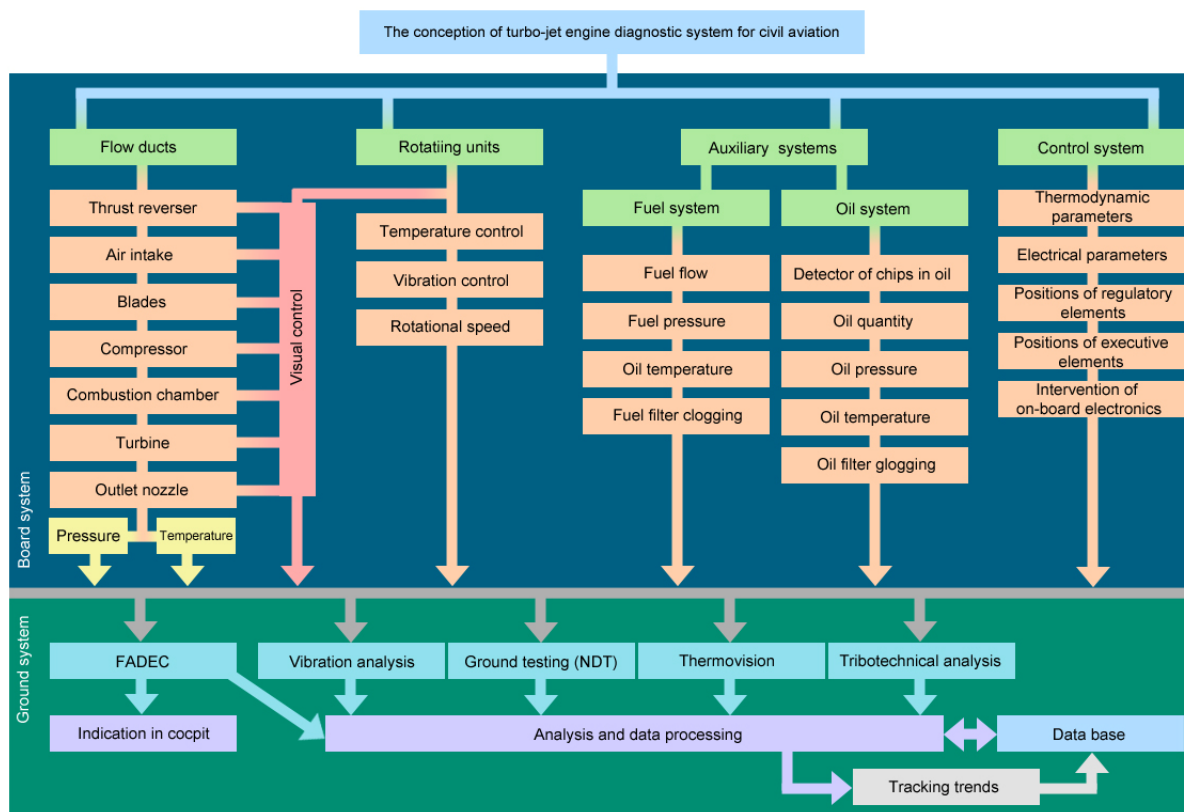 The conception of turbo-jet engine diagnostic system for civil aviation
Flow ducts
Rotatiing units
Auxiliary systems
Control system
Thrust reverser
Air intake
Blades
Compressor
Combustion chamber
Turbine
Outlet nozzle
Pressure
Temperature
Visual control
Temperature control
Vibration control
Rotational speed
Fuel system
Fuel flow
Fuel pressure
Oil temperature
Fuel filter clogging
Oil system
Detector of chips in oil
Oil quantity
Oil pressure
Oil temperature
Oil filter glogging
Thermodynamic
parameters
Electrical parameters
Positions of regulatory
elements
Positions of executive
elements
Intervention of
on-board electronics
Board system
Ground system
FADEC
Vibration analysis
Ground testing (NDT)
Thermovision
Tribotechnical analysis
Indication in cocpit
Analysis and data processing
Data base
Tracking trends